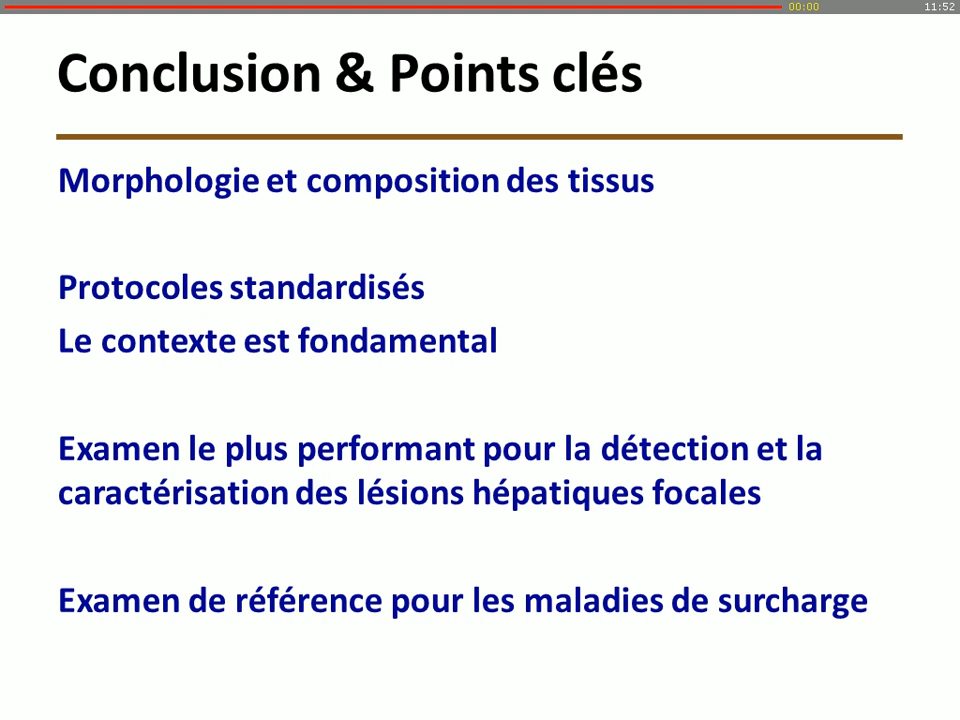 00:00 11:52
Conclusion & Points clés
Morphologie et composition des tissus
Protocoles standardisés
Le contexte est fondamental
Examen le plus performant pour la détection et la
caractérisation des lésions hépatiques focales
Examen de référence pour les maladies de surcharge